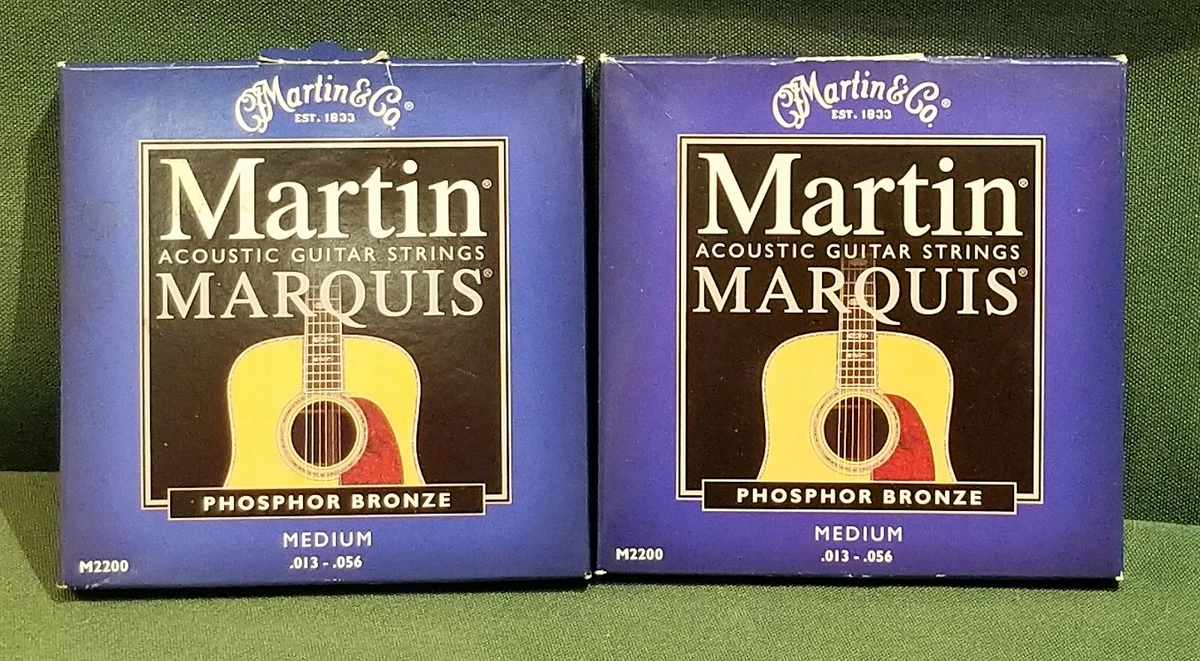 Martin & Co.®
EST. 1833
Martin®
ACOUSTIC GUITAR STRINGS
MARQUIS®
PHOSPHOR BRONZE
MEDIUM
.013 - .056
M2200
Martin & Co.®
EST. 1833
Martin®
ACOUSTIC GUITAR STRINGS
MARQUIS®
PHOSPHOR BRONZE
MEDIUM
.013 - .056
M2200